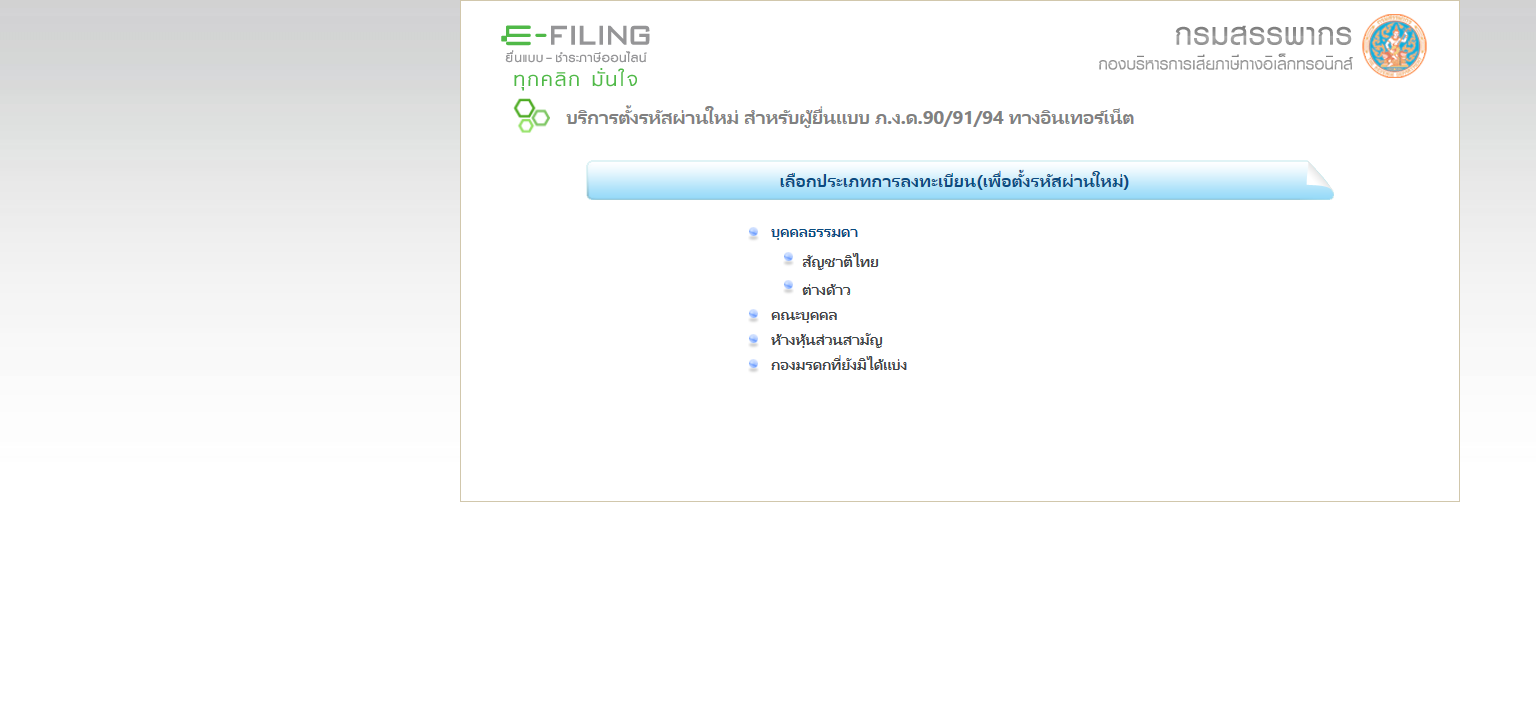 E-FILING
ยื่นแบบ - ชำระภาษีออนไลน์
ทุกคลิก มั่นใจ
กรมสรรพากร
กองบริหารการเสียภาษีทางอิเล็กทรอนิกส์
บริการตั้งรหัสผ่านใหม่ สำหรับผู้ยื่นแบบ ภ.ง.ด.90/91/94 ทางอินเทอร์เน็ต
เลือกประเภทการลงทะเบียน(เพื่อตั้งรหัสผ่านใหม่)
บุคคลธรรมดา
สัญชาติไทย
ต่างด้าว
คณะบุคคล
ห้างหุ้นส่วนสามัญ
กองมรดกที่ยังมิได้แบ่ง